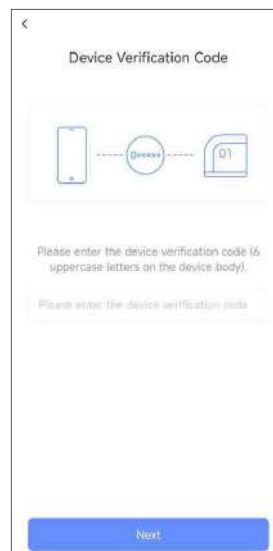 Device Verification Code
01
Please enter the device verification code (6
uppercase letters on the device body).
Please enter the device verification code
Next